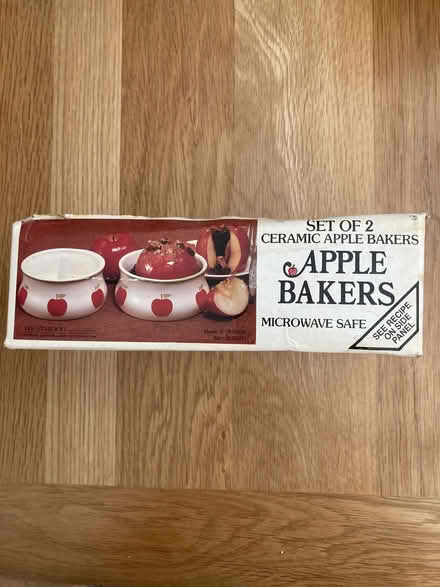 SET OF 2
CERAMIC APPLE BAKERS
APPLE
BAKERS
MICROWAVE SAFE
SEE RECIPE
ON SIDE
PANEL